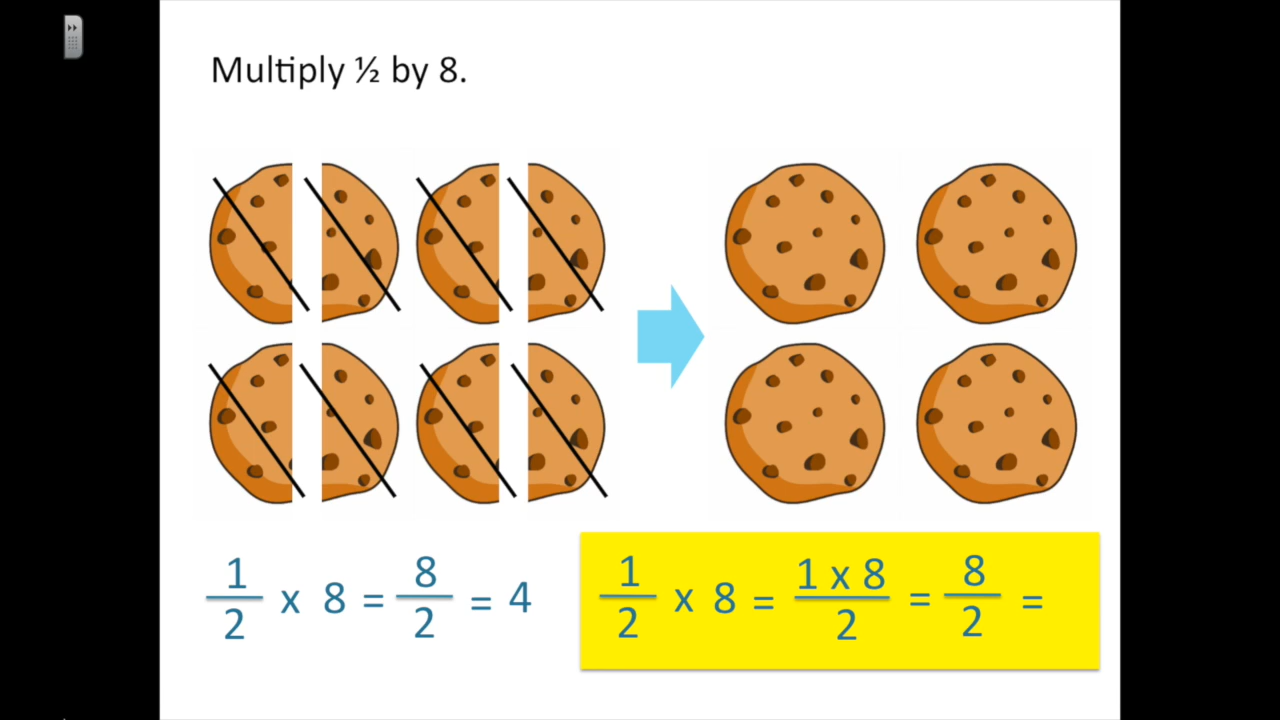 Multiply ½ by 8.
1/2 x 8 = 8/2 = 4
1/2 x 8 = 1 x 8/2 = 8/2 =